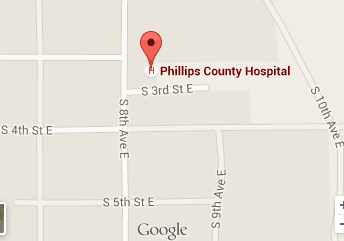 H
Phillips County Hospital
S 3rd St E
S 8th Ave E
S 10th Ave E
S 4th St E
S 9th Ave E
S 5th St E
Google
+
−